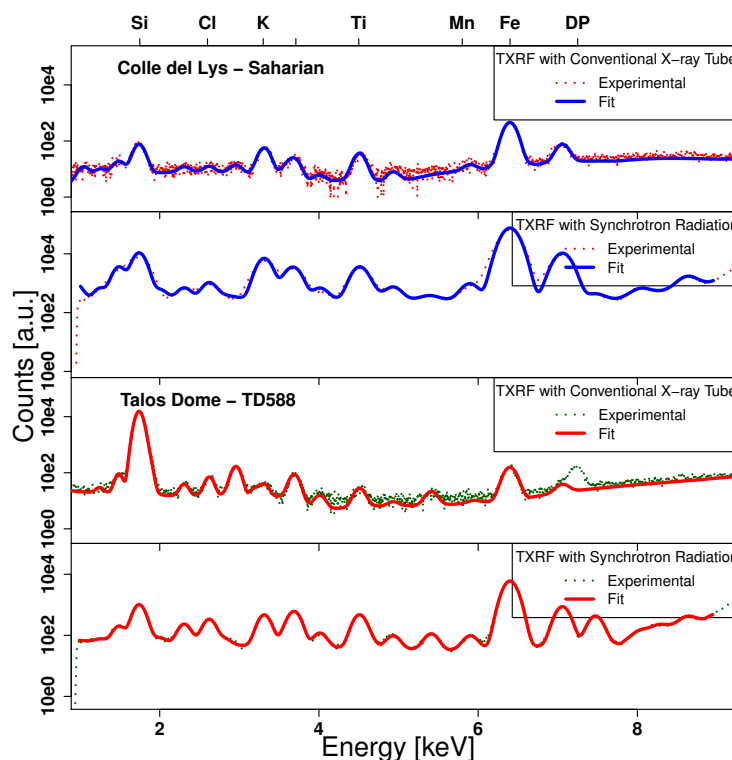 Si Cl K Ti Mn Fe DP
Colle del Lys – Saharian
TXRF with Conventional X-ray Tube
Experimental
Fit
10e4
10e2
10e0
TXRF with Synchrotron Radiation
Experimental
Fit
10e4
10e2
10e0
Counts [a.u.]
Talos Dome – TD588
TXRF with Conventional X-ray Tube
Experimental
Fit
10e4
10e2
10e0
TXRF with Synchrotron Radiation
Experimental
Fit
10e4
10e2
10e0
2 4 6 8
Energy [keV]